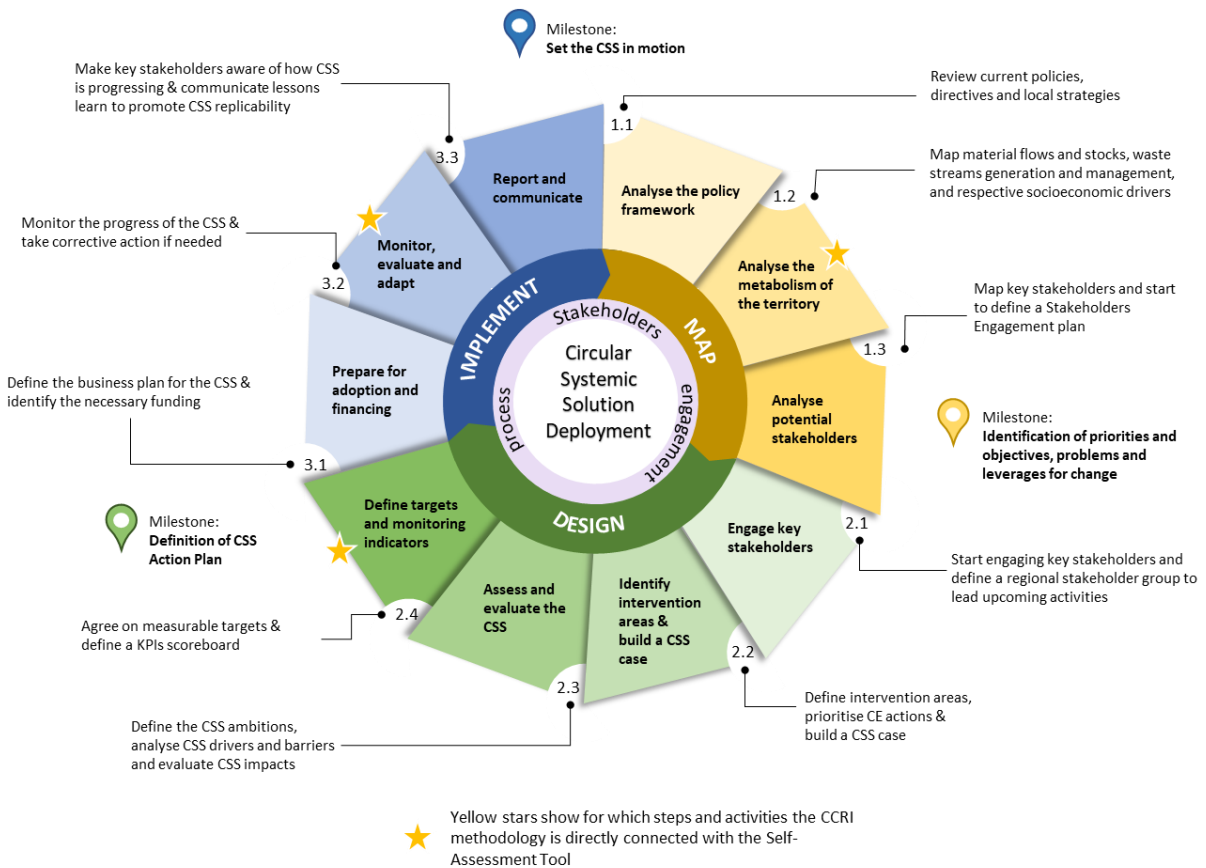 Milestone:
Set the CSS in motion
Make key stakeholders aware of how CSS
is progressing & communicate lessons
learn to promote CSS replicability
Review current policies,
directives and local strategies
1.1
3.3
Report and
communicate
Analyse the policy
framework
Map material flows and stocks, waste
streams generation and management,
and respective socioeconomic drivers
1.2
Monitor the progress of the CSS &
take corrective action if needed
3.2
Monitor,
evaluate and
adapt
Analyse the
metabolism of
the territory
Map key stakeholders and start
to define a Stakeholders
Engagement plan
1.3
IMPLEMENT
MAP
DESIGN
Stakeholders
engagement
process
Circular
Systemic
Solution
Deployment
Define the business plan for the CSS &
identify the necessary funding
3.1
Prepare for
adoption and
financing
Analyse
potential
stakeholders
Milestone:
Identification of priorities and
objectives, problems and
leverages for change
Milestone:
Definition of CSS
Action Plan
Define targets
and monitoring
indicators
Engage key
stakeholders
2.1
Start engaging key stakeholders and
define a regional stakeholder group to
lead upcoming activities
Assess and
evaluate the
CSS
Identify
intervention
areas &
build a CSS
case
Agree on measurable targets &
define a KPIs scoreboard
2.4
2.2
2.3
Define intervention areas,
prioritise CE actions &
build a CSS case
Define the CSS ambitions,
analyse CSS drivers and barriers
and evaluate CSS impacts
Yellow stars show for which steps and activities the CCRI
methodology is directly connected with the Self-
Assessment Tool